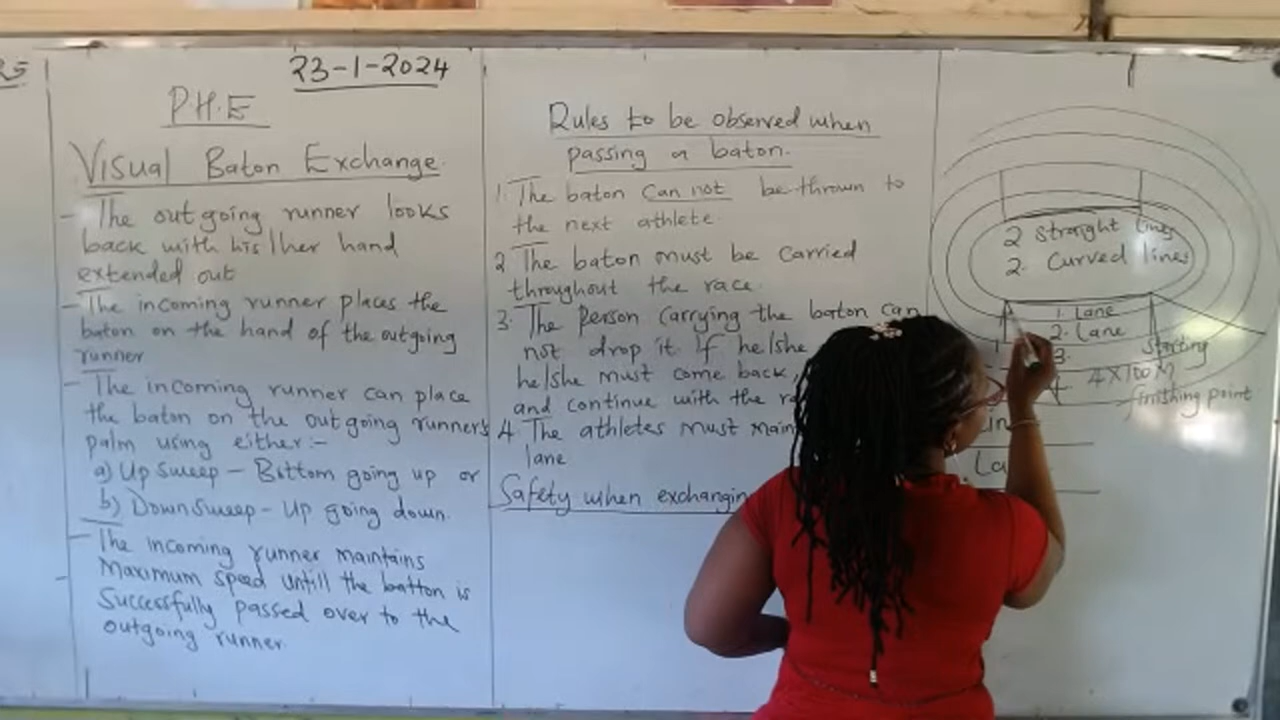 23-1-2024
P.H.E
Visual Baton Exchange.
- The outgoing runner looks
back with his/her hand
extended out
- The incoming runner places the
baton on the hand of the outgoing
runner
- The incoming runner can place
the baton on the outgoing runners
palm using either:-
a) Up Sweep - Bottom going up or
b) Down Sweep - Up going down.
- The incoming runner maintains
Maximum speed untill the batton is
Successfully passed over to the
outgoing runner.
Rules to be observed when
passing a baton.
1. The baton can not be thrown to
the next athlete
2 The baton must be carried
throughout the race.
3. The person carrying the baton can
not drop it. If he/she
he/she must come back,
and continue with the
4. The athletes must
lane
Safety when
2 straight lines
2. Curved lines
1. Lane
2. Lane
3.
starting
4 4x100m
finishing point